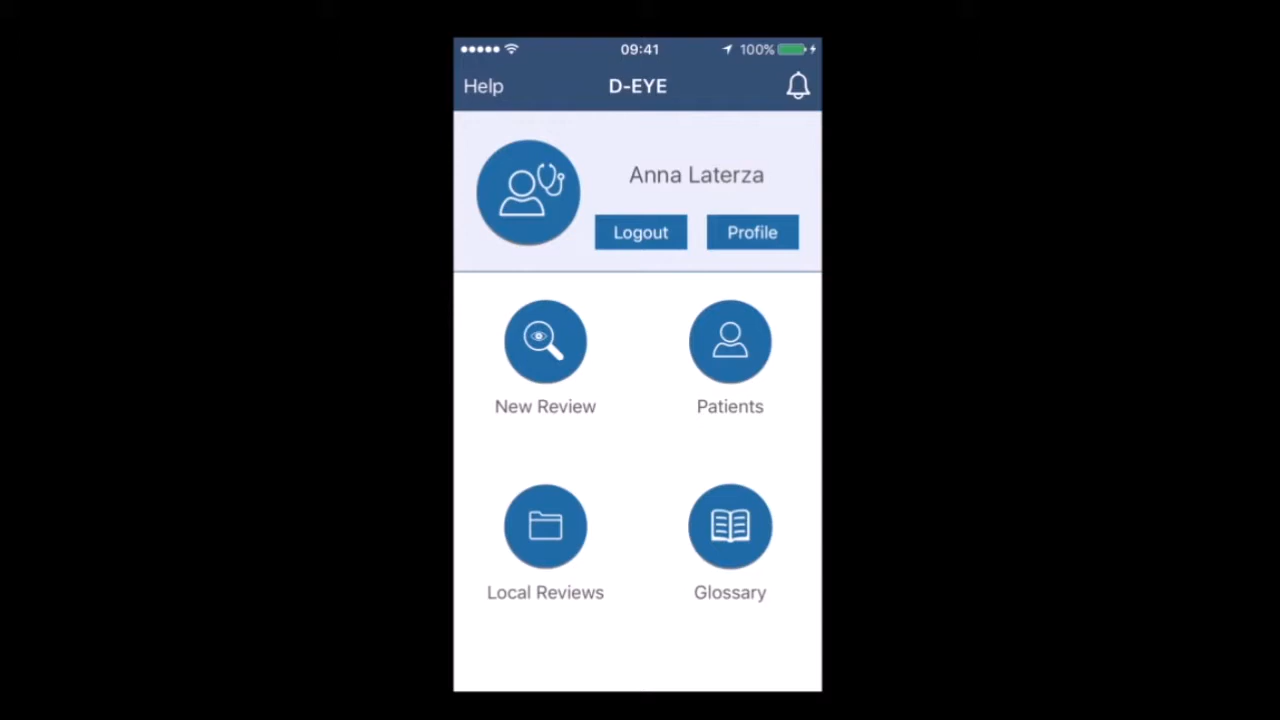 09:41
100%
Help
D-EYE
Anna Laterza
Logout
Profile
New Review
Patients
Local Reviews
Glossary